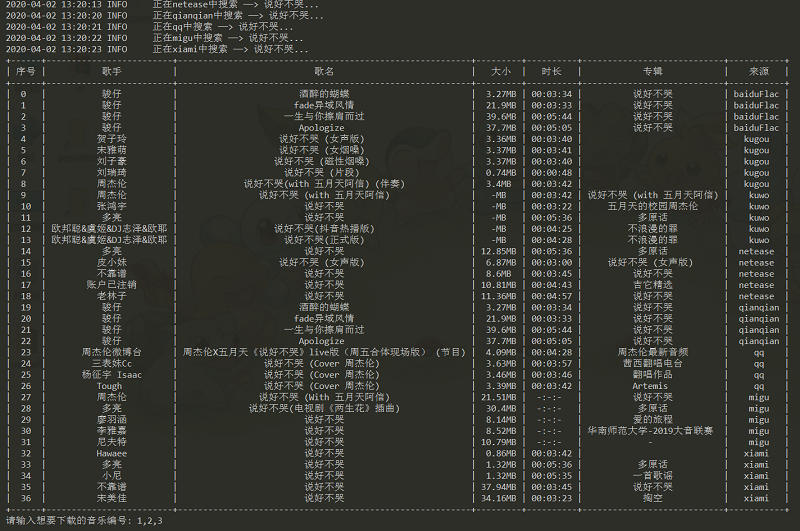 2020-04-02 13:20:13 INFO 正在netease中搜索 ——> 说好不哭...
2020-04-02 13:20:16 INFO 正在qianqian中搜索 ——> 说好不哭...
2020-04-02 13:20:21 INFO 正在qq中搜索 ——> 说好不哭...
2020-04-02 13:20:22 INFO 正在migu中搜索 ——> 说好不哭...
2020-04-02 13:20:23 INFO 正在xiami中搜索 ——> 说好不哭...
| 序号 | 歌手 | 歌名 | 大小 | 时长 | 专辑 | 来源 |
| 0 | 骏仔 | 酒醉的蝴蝶 | 3.27MB | 00:03:34 | 说好不哭 | baiduFlac |
| 1 | 骏仔 | fade异域风情 | 21.9MB | 00:03:33 | 说好不哭 | baiduFlac |
| 2 | 骏仔 | 一生与你擦肩而过 | 39.6MB | 00:05:44 | 说好不哭 | baiduFlac |
| 3 | 骏仔 | Apologize | 37.7MB | 00:05:05 | 说好不哭 | baiduFlac |
| 4 | 贺子玲 | 说好不哭 (女声版) | 3.36MB | 00:03:40 | | kugou |
| 5 | 宋雅萌 | 说好不哭 (女烟嗓) | 3.37MB | 00:03:41 | | kugou |
| 6 | 刘子豪 | 说好不哭 (磁性烟嗓) | 3.37MB | 00:03:40 | | kugou |
| 7 | 刘瑞琦 | 说好不哭 (片段) | 0.74MB | 00:00:48 | | kugou |
| 8 | 周杰伦 | 说好不哭(with 五月天阿信) (伴奏) | 3.4MB | 00:03:42 | | kugou |
| 9 | 周杰伦 | 说好不哭 (with 五月天阿信) | -MB | 00:03:42 | 说好不哭 (with 五月天阿信) | kuwo |
| 10 | 张鸿宇 | 说好不哭 | -MB | 00:03:22 | 五月天的校园周杰伦 | kuwo |
| 11 | 多亮 | 说好不哭 | -MB | 00:05:36 | 多原话 | kuwo |
| 12 | 欧邦聪&虞姬&DJ志泽&欧耶 | 说好不哭(抖音热播版) | -MB | 00:04:25 | 不浪漫的罪 | kuwo |
| 13 | 欧邦聪&虞姬&DJ志泽&欧耶 | 说好不哭(正式版) | -MB | 00:04:28 | 不浪漫的罪 | kuwo |
| 14 | 多亮 | 说好不哭 | 12.85MB | 00:05:36 | 多原话 | netease |
| 15 | 皮小妹 | 说好不哭 (女声版) | 6.87MB | 00:03:00 | 说好不哭 (女声版) | netease |
| 16 | 不靠谱 | 说好不哭 | 8.6MB | 00:03:45 | 说好不哭 | netease |
| 17 | 账户已注销 | 说好不哭 | 10.81MB | 00:04:43 | 吉它精选 | netease |
| 18 | 老林子 | 说好不哭 | 11.36MB | 00:04:57 | 说好不哭 | netease |
| 19 | 骏仔 | 酒醉的蝴蝶 | 3.27MB | 00:03:34 | 说好不哭 | qianqian |
| 20 | 骏仔 | fade异域风情 | 21.9MB | 00:03:33 | 说好不哭 | qianqian |
| 21 | 骏仔 | 一生与你擦肩而过 | 39.6MB | 00:05:44 | 说好不哭 | qianqian |
| 22 | 骏仔 | Apologize | 37.7MB | 00:05:05 | 说好不哭 | qianqian |
| 23 | 周杰伦微博台 | 周杰伦X五月天《说好不哭》live版（周五合体现场版） (节目) | 4.09MB | 00:04:28 | 周杰伦最新音频 | qq |
| 24 | 三表妹Cc | 说好不哭 (Cover 周杰伦) | 3.63MB | 00:03:57 | 茜西翻唱电台 | qq |
| 25 | 杨征宇 Isaac | 说好不哭 (Cover 周杰伦) | 3.46MB | 00:03:46 | 翻唱作品 | qq |
| 26 | Tough | 说好不哭 (Cover 周杰伦) | 3.39MB | 00:03:42 | Artemis | qq |
| 27 | 周杰伦 | 说好不哭 (With 五月天阿信) | 21.51MB | -:-:- | 说好不哭 | migu |
| 28 | 多亮 | 说好不哭(电视剧《两生花》插曲) | 30.4MB | -:-:- | 多原话 | migu |
| 29 | 廖羽涵 | 说好不哭 | 8.14MB | -:-:- | 爱的旅程 | migu |
| 30 | 李雅嘉 | 说好不哭 | 8.52MB | -:-:- | 华南师范大学-2019大音联赛 | migu |
| 31 | 尼夫特 | 说好不哭 | 10.79MB | -:-:- | - | migu |
| 32 | Hawaee | 说好不哭 | 0.86MB | 00:03:42 | | xiami |
| 33 | 多亮 | 说好不哭 | 1.32MB | 00:05:36 | 多原话 | xiami |
| 34 | 小尼 | 说好不哭 | 1.32MB | 00:05:35 | 一首歌谣 | xiami |
| 35 | 不靠谱 | 说好不哭 | 37.94MB | 00:03:45 | 说好不哭 | xiami |
| 36 | 宋美佳 | 说好不哭 | 34.16MB | 00:03:23 | 掏空 | xiami |
请输入想要下载的音乐编号: 1,2,3